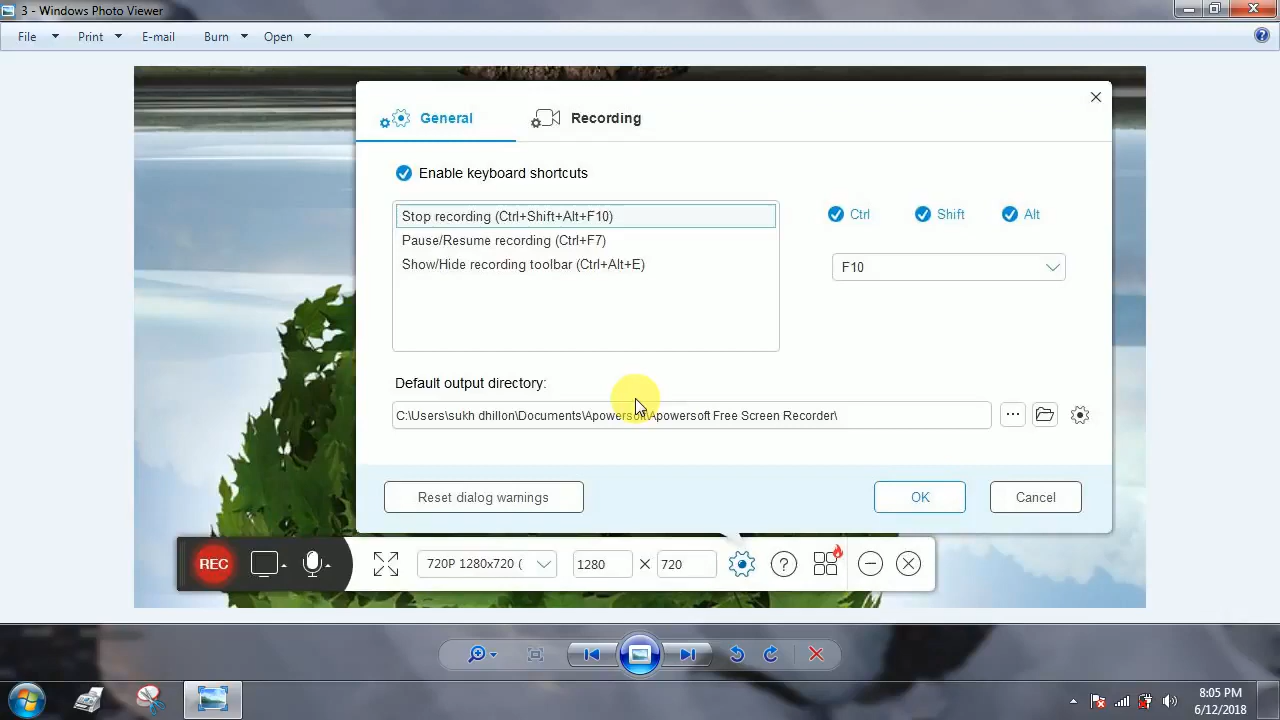 3 - Windows Photo Viewer
File Print E-mail Burn Open
General Recording
Enable keyboard shortcuts
Stop recording (Ctrl+Shift+Alt+F10)
Pause/Resume recording (Ctrl+F7)
Show/Hide recording toolbar (Ctrl+Alt+E)
Ctrl Shift Alt
F10
Default output directory:
C:\Users\sukh dhillon\Documents\Apowersoft\Apowersoft Free Screen Recorder\
Reset dialog warnings OK Cancel
REC 720P 1280x720 ( 1280 × 720
8:05 PM
6/12/2018